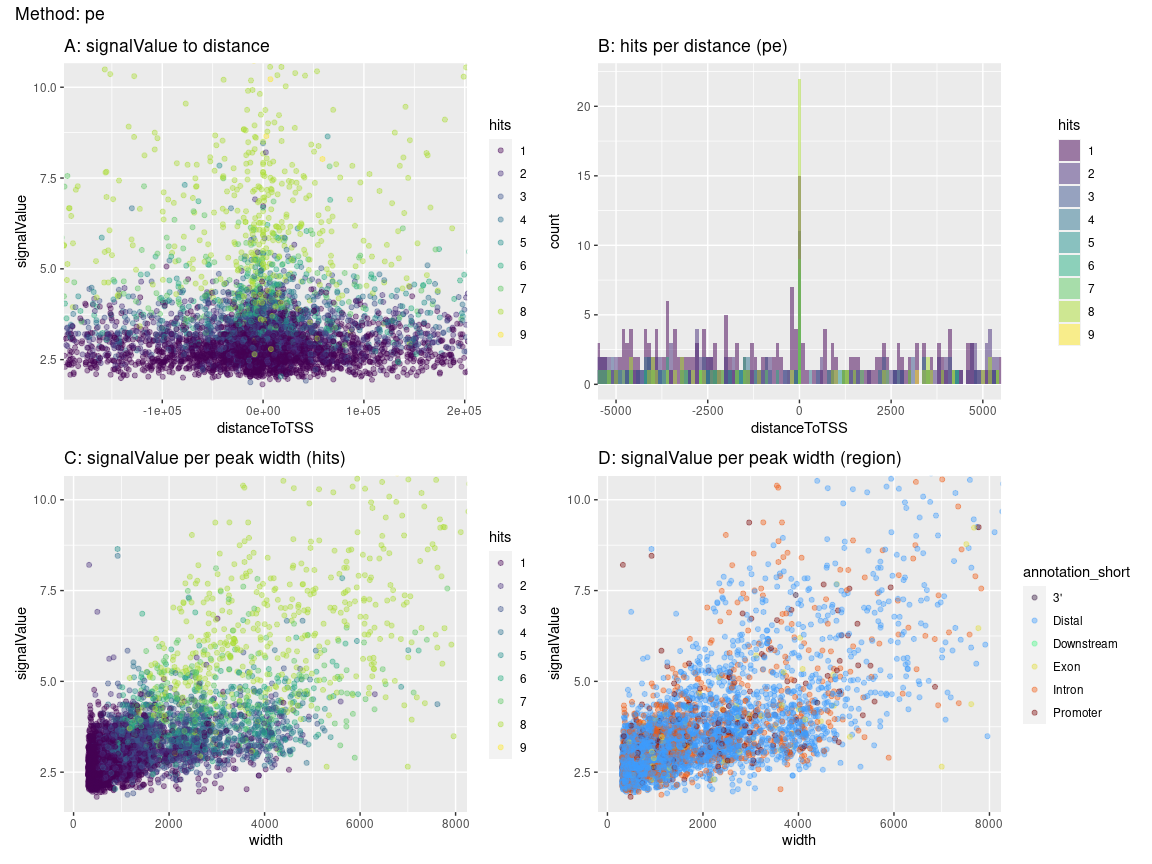 Method: pe
A: signalValue to distance
10.0
7.5
5.0
2.5
signalValue
-1e+05
0e+00
1e+05
2e+05
distanceToTSS
hits
1
2
3
4
5
6
7
8
9
B: hits per distance (pe)
20
15
10
5
0
count
-5000
-2500
0
2500
5000
distanceToTSS
hits
1
2
3
4
5
6
7
8
9
C: signalValue per peak width (hits)
10.0
7.5
5.0
2.5
signalValue
0
2000
4000
6000
8000
width
hits
1
2
3
4
5
6
7
8
9
D: signalValue per peak width (region)
10.0
7.5
5.0
2.5
signalValue
0
2000
4000
6000
8000
width
annotation_short
3'
Distal
Downstream
Exon
Intron
Promoter